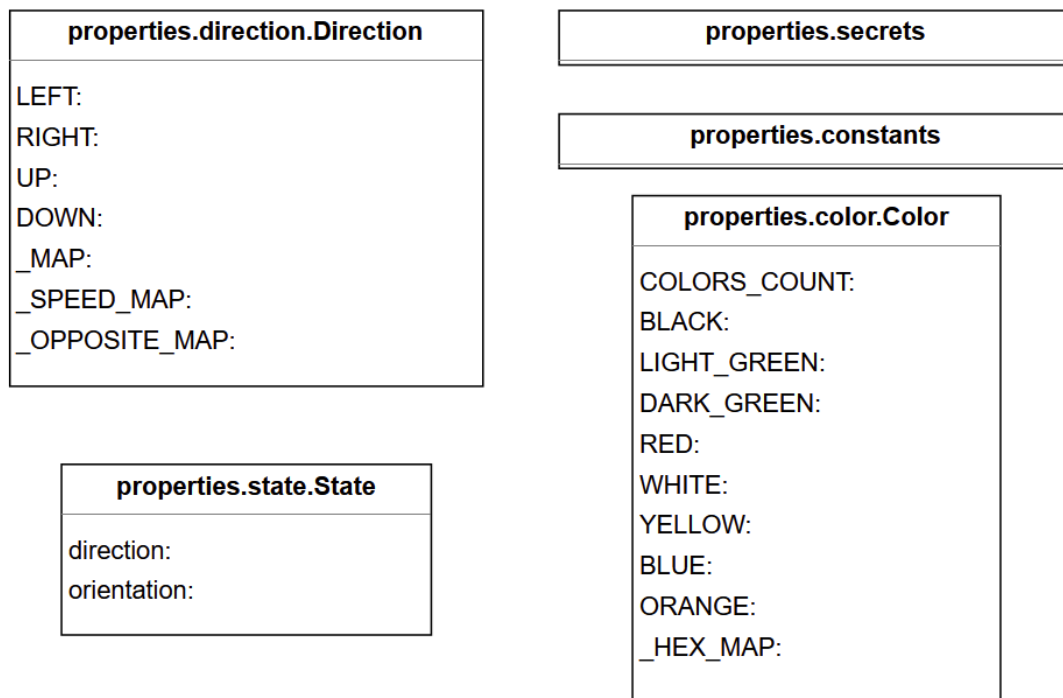 properties.direction.Direction
LEFT:
RIGHT:
UP:
DOWN:
_MAP:
_SPEED_MAP:
_OPPOSITE_MAP:
properties.state.State
direction:
orientation:
properties.secrets
properties.constants
properties.color.Color
COLORS_COUNT:
BLACK:
LIGHT_GREEN:
DARK_GREEN:
RED:
WHITE:
YELLOW:
BLUE:
ORANGE:
_HEX_MAP: